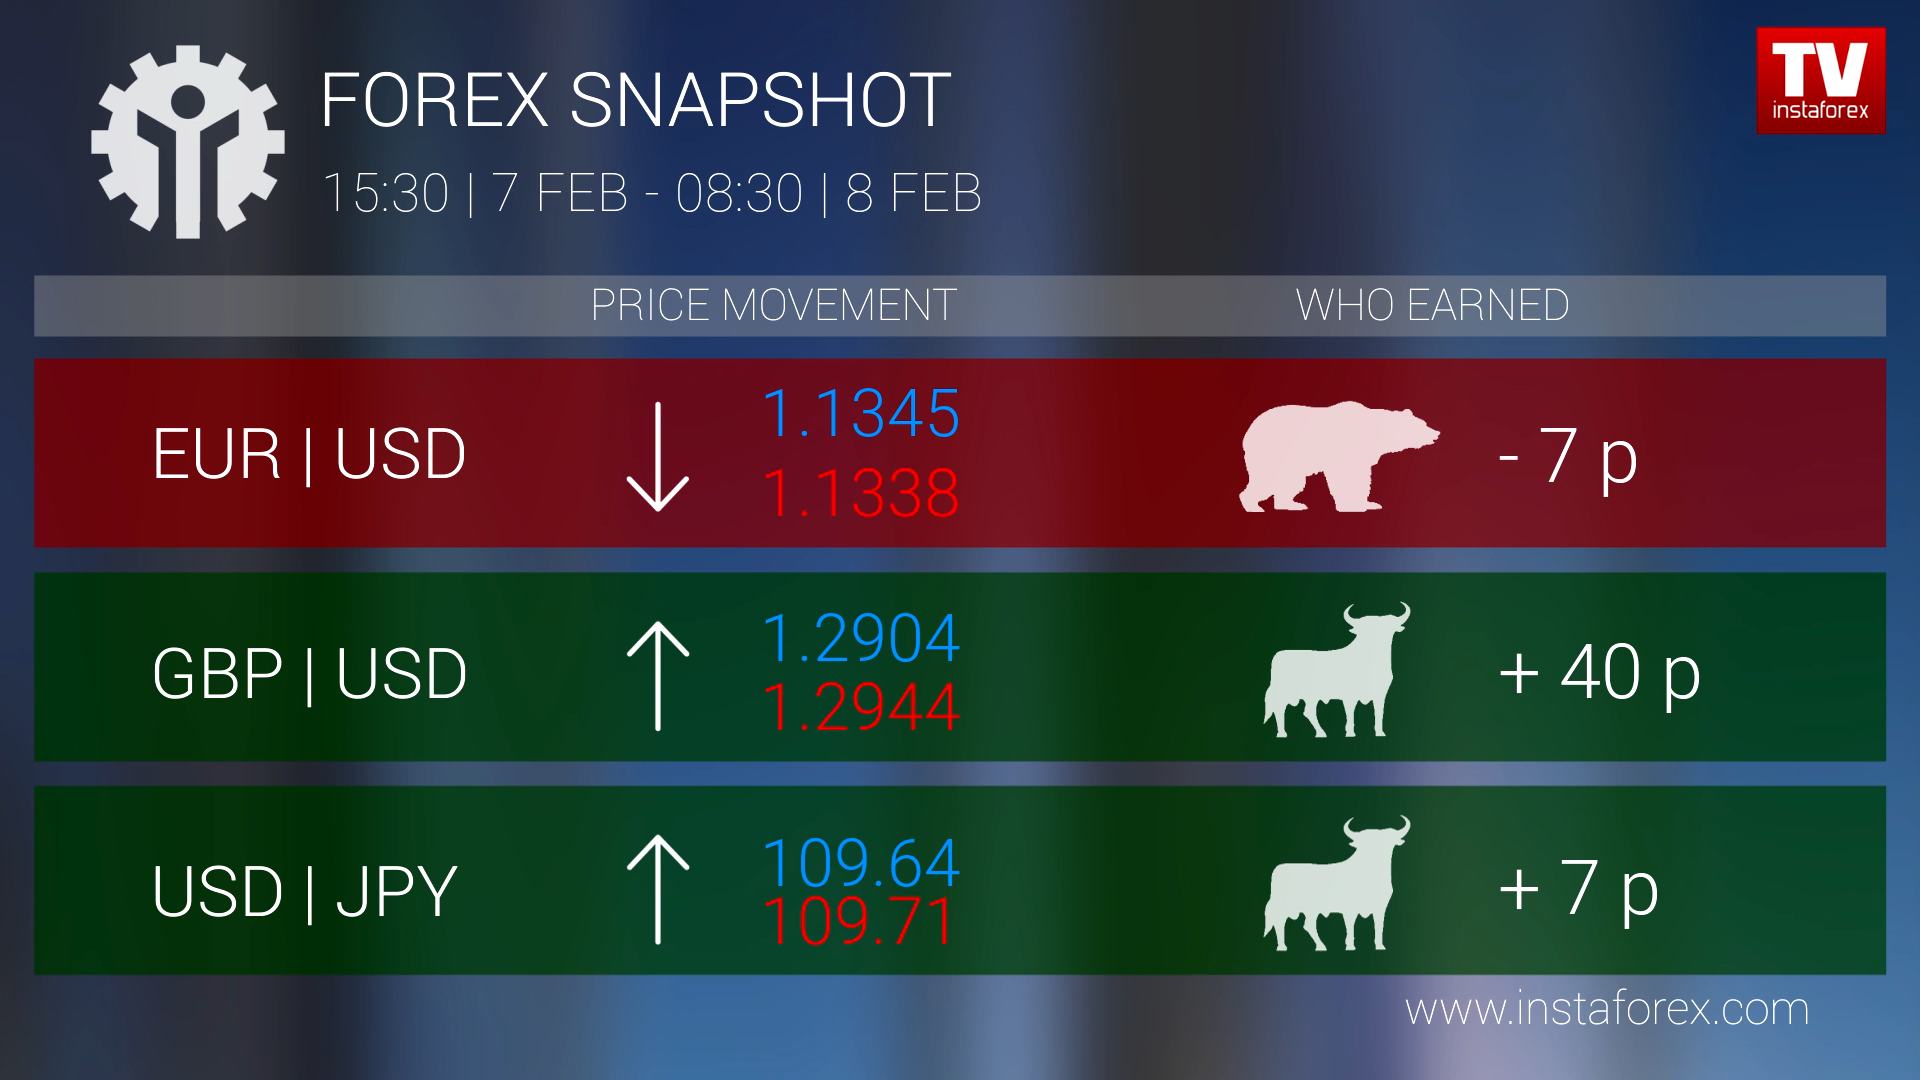 FOREX SNAPSHOT
TV
instaforex
15:30 | 7 FEB - 08:30 | 8 FEB
PRICE MOVEMENT WHO EARNED
EUR | USD
1.1345
1.1338
- 7 p
GBP | USD
1.2904
1.2944
+ 40 p
USD | JPY
109.64
109.71
+ 7 p
www.instaforex.com